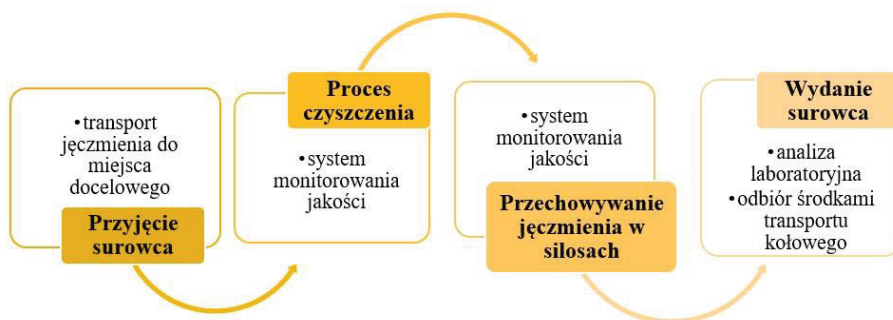 •transport
jęczmienia do
miejsca
docelowego
Przyjęcie
surowca
Proces
czyszczenia
•system
monitorowania
jakości
•system
monitorowania
jakości
Przechowywanie
jęczmienia w
silosach
Wydanie
surowca
•analiza
laboratoryjna
•odbiór środkami
transportu
kołowego